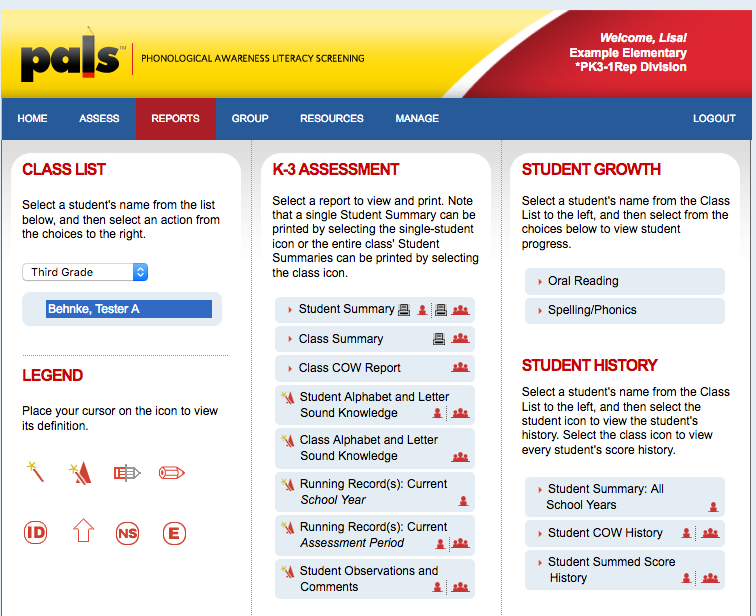 pals™
PHONOLOGICAL AWARENESS LITERACY SCREENING
Welcome, Lisa!
Example Elementary
*PK3-1Rep Division
HOME ASSESS REPORTS GROUP RESOURCES MANAGE LOGOUT
CLASS LIST
Select a student's name from the list
below, and then select an action from
the choices to the right.
Third Grade
Behnke, Tester A
LEGEND
Place your cursor on the icon to view
its definition.
ID
NS
E
K-3 ASSESSMENT
Select a report to view and print. Note
that a single Student Summary can be
printed by selecting the single-student
icon or the entire class' Student
Summaries can be printed by selecting
the class icon.
Student Summary
Class Summary
Class COW Report
Student Alphabet and Letter
Sound Knowledge
Class Alphabet and Letter
Sound Knowledge
Running Record(s): Current
School Year
Running Record(s): Current
Assessment Period
Student Observations and
Comments
STUDENT GROWTH
Select a student's name from the Class
List to the left, and then select from the
choices below to view student
progress.
Oral Reading
Spelling/Phonics
STUDENT HISTORY
Select a student's name from the Class
List to the left, and then select the
student icon to view the student's
history. Select the class icon to view
every student's score history.
Student Summary: All
School Years
Student COW History
Student Summed Score
History